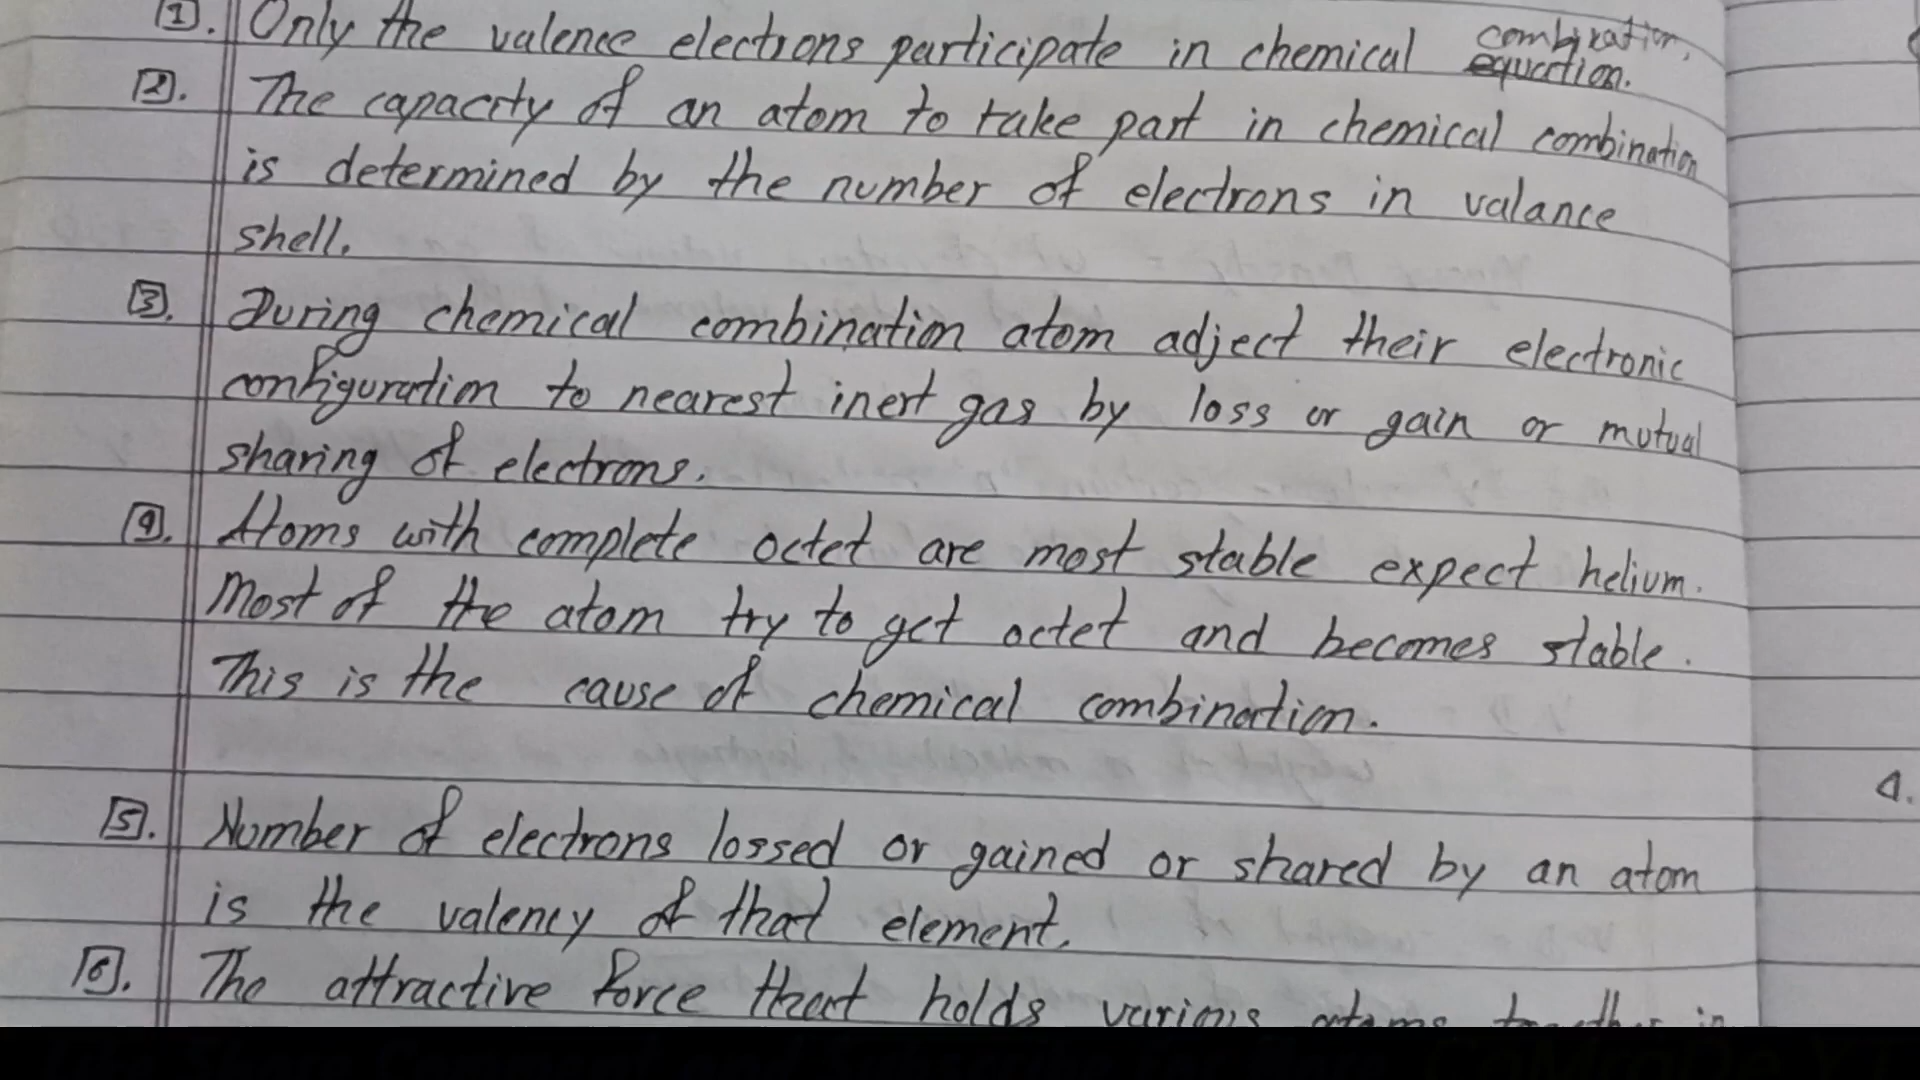 1. Only the valence electrons participate in chemical combination.
equation.
2. The capacity of an atom to take part in chemical combination
is determined by the number of electrons in valance
shell.
3. During chemical combination atom adject their electronic
configuration to nearest inert gas by loss or gain or mutual
sharing of electrons.
4. Atoms with complete octet are most stable expect helium.
Most of the atom try to get octet and becomes stable.
This is the cause of chemical combination.
4.
5. Number of electrons lossed or gained or shared by an atom
is the valency of that element.
6. The attractive force that holds various atoms together in